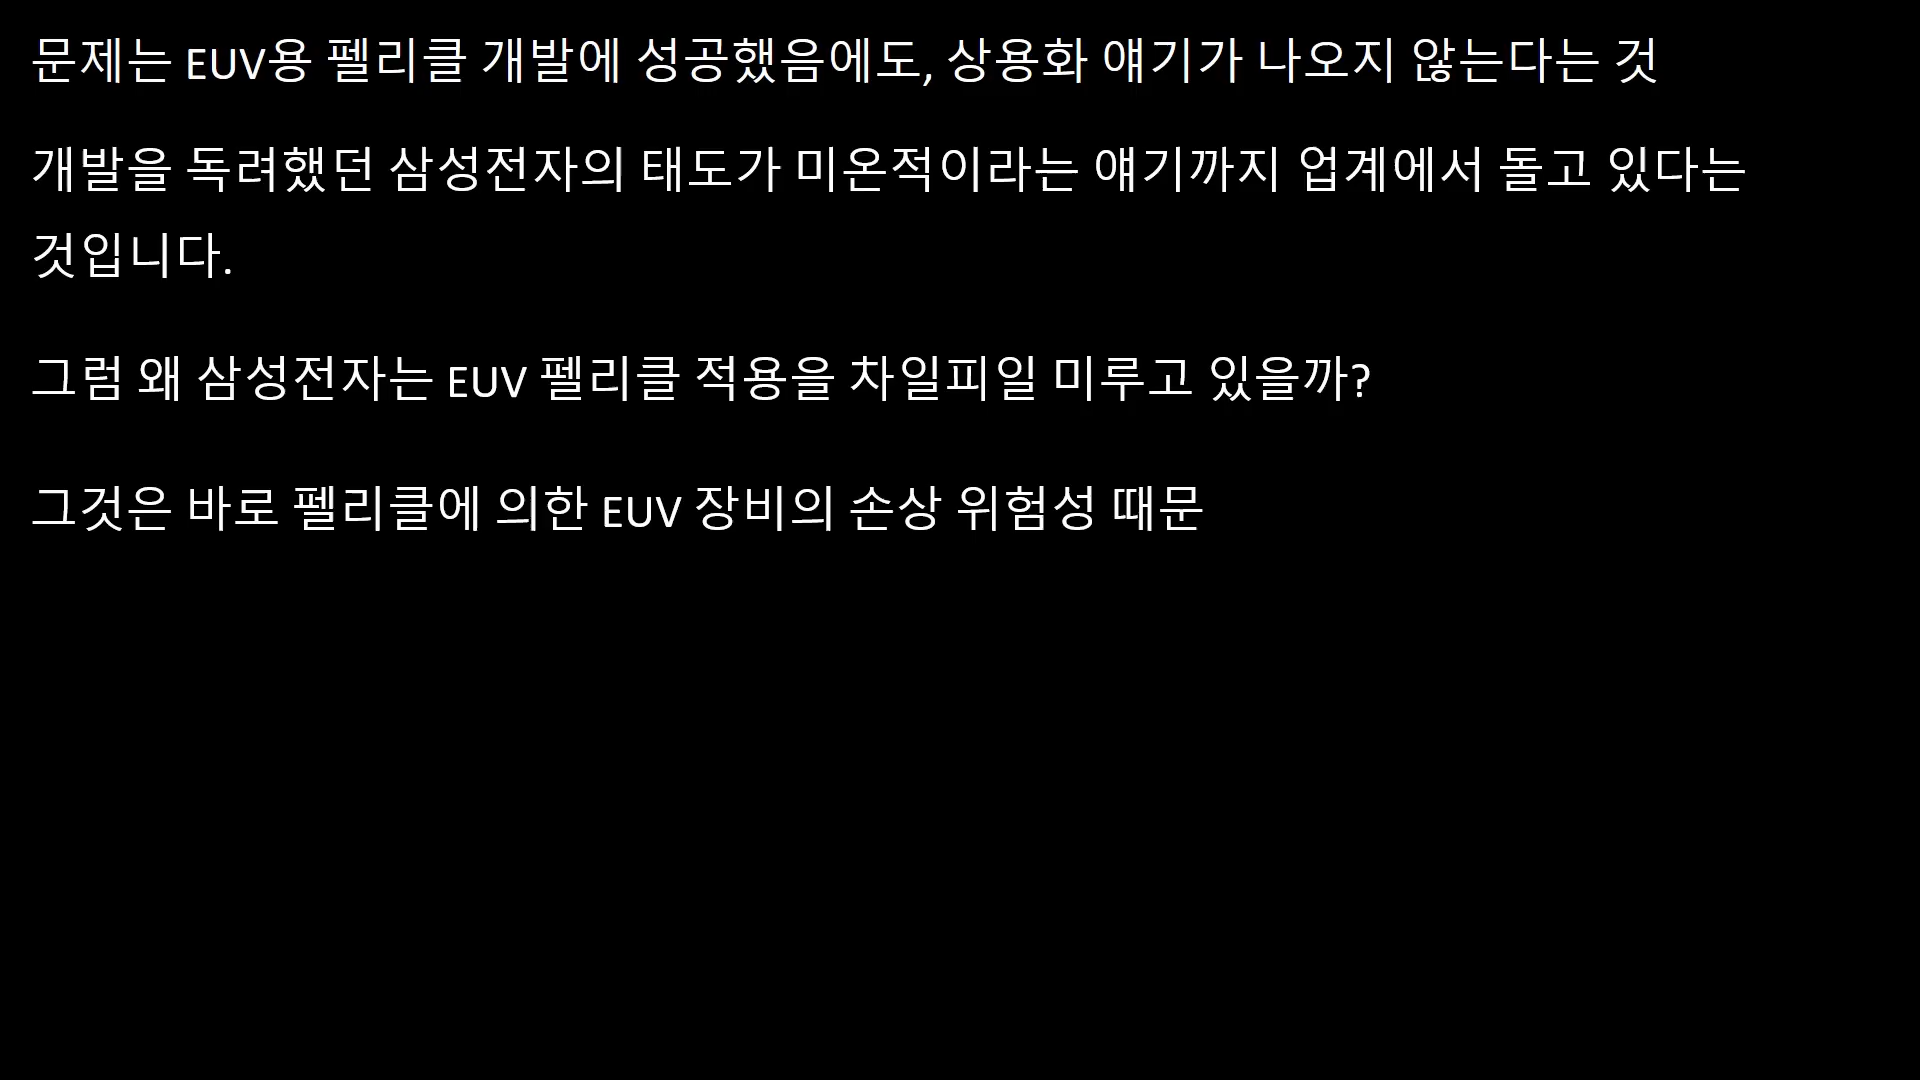 문제는 EUV용 펠리클 개발에 성공했음에도, 상용화 얘기가 나오지 않는다는 것
개발을 독려했던 삼성전자의 태도가 미온적이라는 얘기까지 업계에서 돌고 있다는
것입니다.
그럼 왜 삼성전자는 EUV 펠리클 적용을 차일피일 미루고 있을까?
그것은 바로 펠리클에 의한 EUV 장비의 손상 위험성 때문